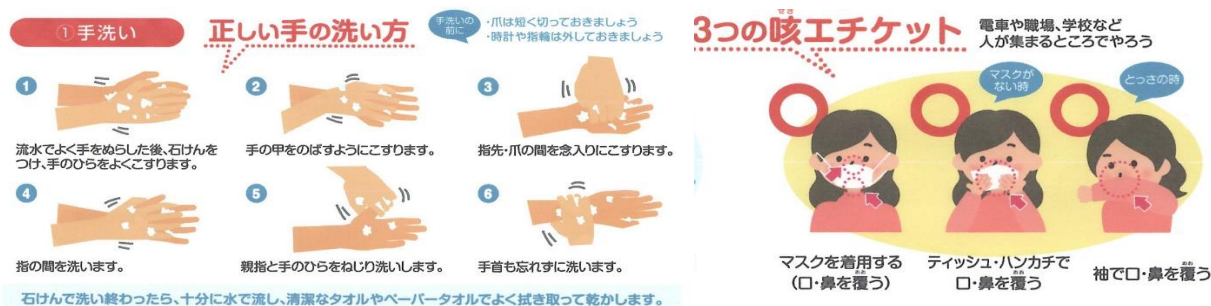 ①手洗い
正しい手の洗い方
手洗いの
前に
・爪は短く切っておきましょう
・時計や指輪は外しておきましょう
1
流水でよく手をぬらした後、石けんを
つけ、手のひらをよくこすります。
2
手の甲をのばすようにこすります。
3
指先・爪の間を念入りにこすります。
4
指の間を洗います。
5
親指と手のひらをねじり洗いします。
6
手首も忘れずに洗います。
石けんで洗い終わったら、十分に水で流し、清潔なタオルやペーパータオルでよく拭き取って乾かします。
せき
3つの咳エチケット
電車や職場、学校など
人が集まるところでやろう
マスクを着用する
(口・鼻を覆う)
おお
マスクが
ない時
ティッシュ・ハンカチで
口・鼻を覆う
おお
とっさの時
袖で口・鼻を覆う
そで
おお